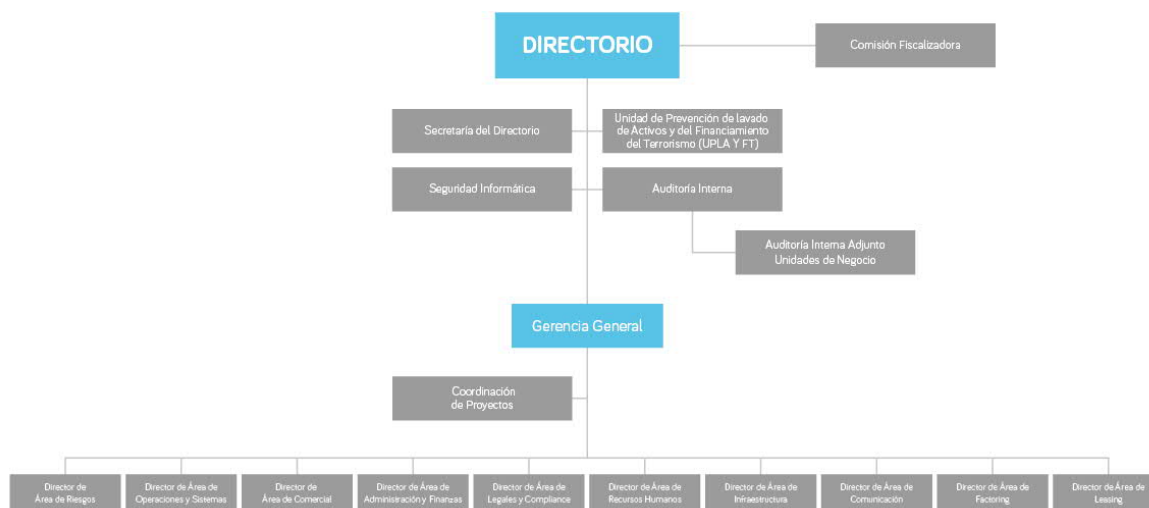 DIRECTORIO
Comisión Fiscalizadora
Secretaría del Directorio
Unidad de Prevención de lavado
de Activos y del Financiamiento
del Terrorismo (UPLA Y FT)
Seguridad Informática
Auditoría Interna
Auditoría Interna Adjunto
Unidades de Negocio
Gerencia General
Coordinación
de Proyectos
Director de
Área de Riesgos
Director de Área de
Operaciones y Sistemas
Director de
Área de Comercial
Director de Área de
Administración y Finanzas
Director de Área de
Legales y Compliance
Director de Área de
Recursos Humanos
Director de Área de
Infraestructura
Director de Área de
Comunicación
Director de Área de
Factoring
Director de Área de
Leasing